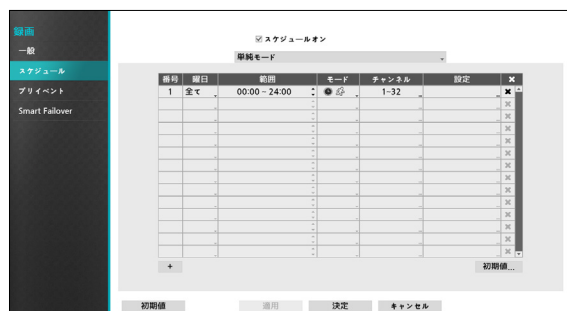 録画
一般
スケジュール
プリイベント
Smart Failover
スケジュールオン
単純モード
番号 曜日 範囲 モード チャンネル 設定
1 全て 00:00 ~ 24:00 1-32
+
初期値...
初期値 適用 決定 キャンセル